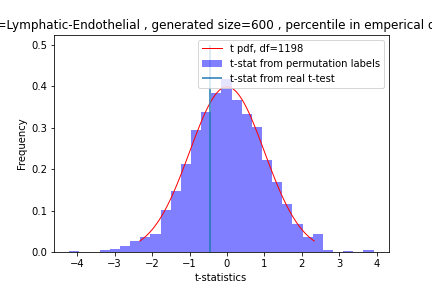 =Lymphatic-Endothelial , generated size=600 , percentile in emperical
t pdf, df=1198
t-stat from permutation labels
t-stat from real t-test
Frequency
0.5
0.4
0.3
0.2
0.1
0.0
−4 −3 −2 −1 0 1 2 3 4
t-statistics